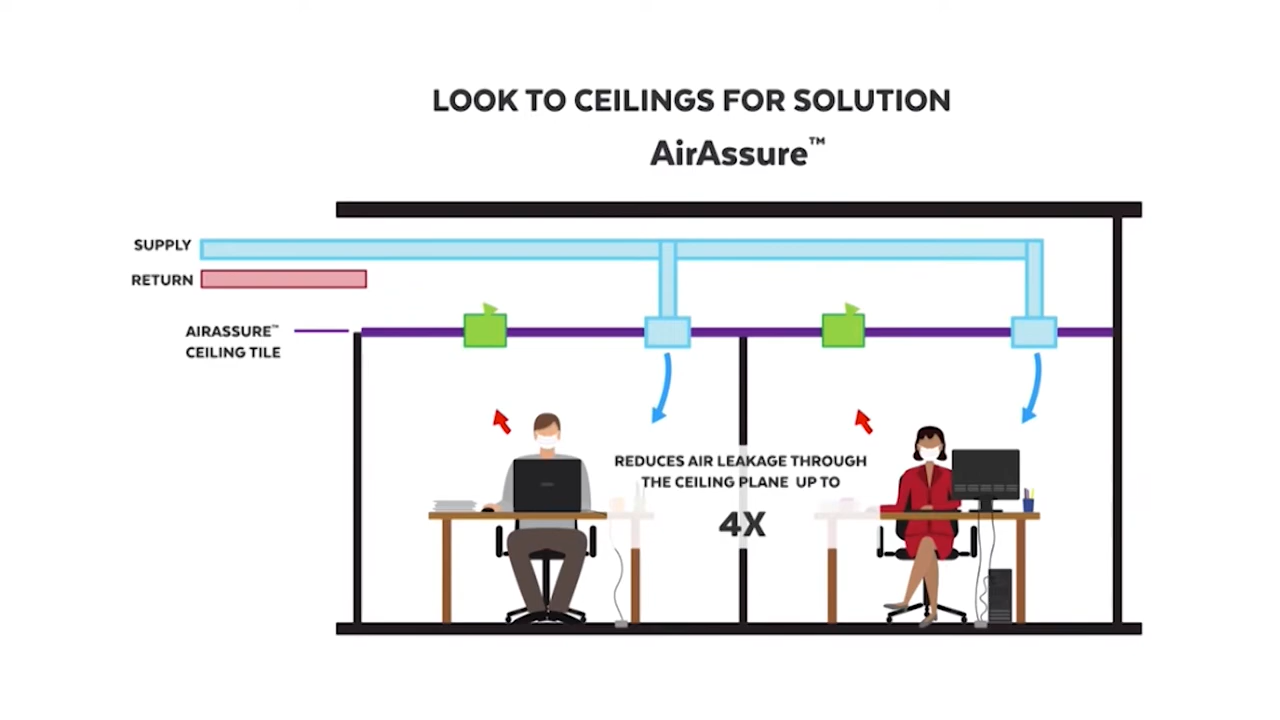 LOOK TO CEILINGS FOR SOLUTION
AirAssure™
SUPPLY
RETURN
AIRASSURE™
CEILING TILE
REDUCES AIR LEAKAGE THROUGH
THE CEILING PLANE UP TO
4X